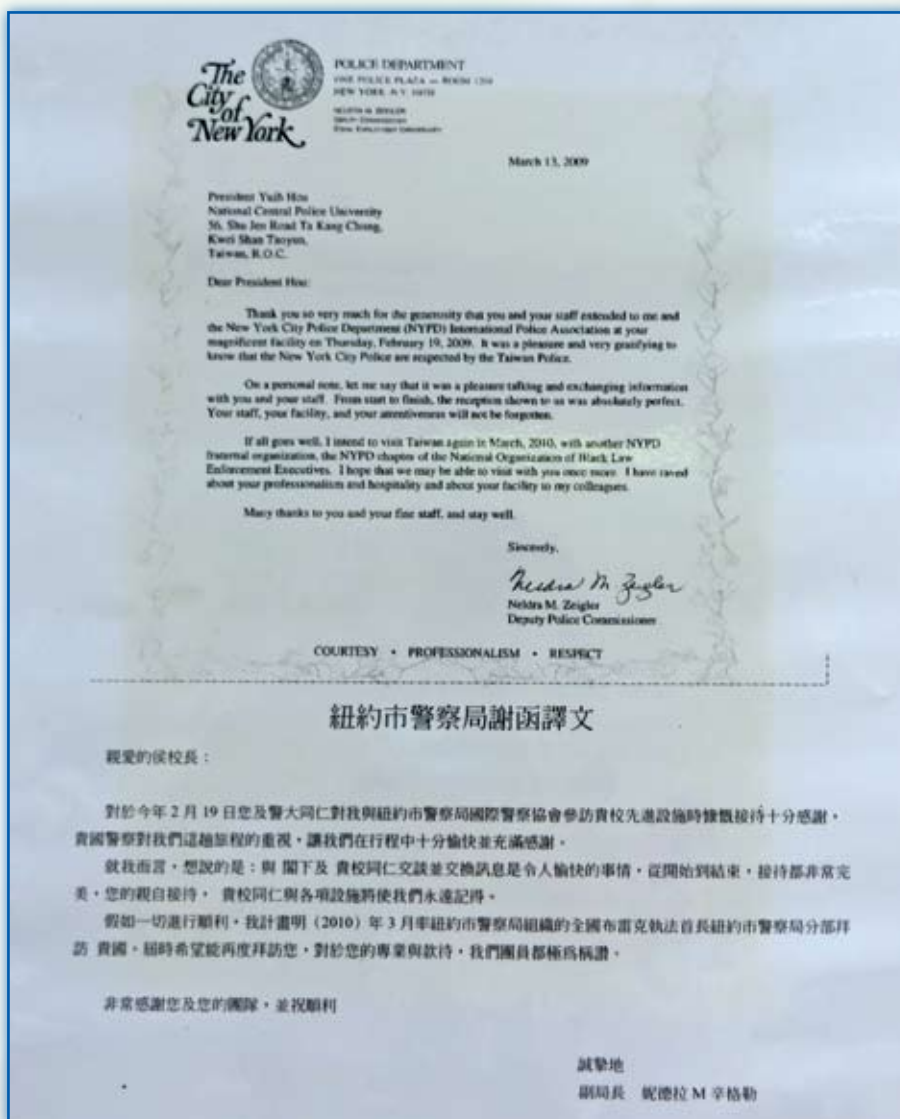 The
City
of
New York
POLICE DEPARTMENT
ONE POLICE PLAZA — ROOM 1204
NEW YORK, N.Y. 10038
NELDRA M. ZEIGLER
DEPUTY COMMISSIONER
EQUAL EMPLOYMENT OPPORTUNITY
March 13, 2009
President Yuih Hou
National Central Police University
56, Shu Jen Road Ta Kang Chung,
Kwei Shan Taoyun,
Taiwan, R.O.C.
Dear President Hou:
Thank you so very much for the generosity that you and your staff extended to me and
the New York City Police Department (NYPD) International Police Association at your
magnificent facility on Thursday, February 19, 2009. It was a pleasure and very gratifying to
know that the New York City Police are respected by the Taiwan Police.
On a personal note, let me say that it was a pleasure talking and exchanging information
with you and your staff. From start to finish, the reception shown to us was absolutely perfect.
Your staff, your facility, and your attentiveness will not be forgotten.
If all goes well, I intend to visit Taiwan again in March, 2010, with another NYPD
fraternal organization, the NYPD chapter of the National Organization of Black Law
Enforcement Executives. I hope that we may be able to visit with you once more. I have raved
about your professionalism and hospitality and about your facility to my colleagues.
Many thanks to you and your fine staff, and stay well.
Sincerely,
Neldra M Zeigler
Neldra M. Zeigler
Deputy Police Commissioner
COURTESY • PROFESSIONALISM • RESPECT
紐約市警察局謝函譯文
親愛的侯校長：
對於今年2月19日您及警大同仁對我與紐約市警察局國際警察協會參訪貴校先進設施時慷慨接待十分感謝，
貴國警察對我們這趟旅程的重視，讓我們在行程中十分愉快並充滿感謝。
就我而言，想說的是：與 閣下及 貴校同仁交談並交換訊息是令人愉快的事情，從開始到結束，接待都非常完
美，您的親自接待， 貴校同仁與各項設施將使我們永遠記得。
假如一切進行順利，我計畫明（2010）年3月率紐約市警察局組織的全國布雷克執法首長紐約市警察局分部拜
訪 貴國。屆時希望能再度拜訪您，對於您的專業與款待，我們團員都極為稱讚。
非常感謝您及您的團隊，並祝順利
誠摯地
副局長 妮德拉 M 辛格勒